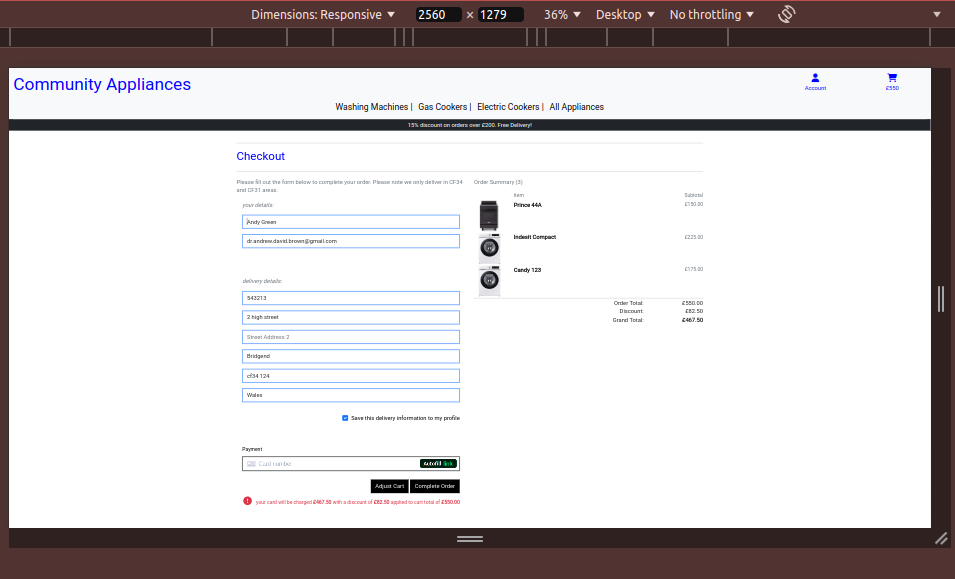 Dimensions: Responsive ▼ 2560 × 1279 36% ▼ Desktop ▼ No throttling ▼
Community Appliances
Account
£550
Washing Machines | Gas Cookers | Electric Cookers | All Appliances
15% discount on orders over £200. Free Delivery!
Checkout
Please fill out the form below to complete your order. Please note we only deliver in CF34
and CF31 areas.
your details:
Andy Green
dr.andrew.david.brown@gmail.com
delivery details:
543213
2 high street
Street Address 2
Bridgend
cf34 124
Wales
Save this delivery information to my profile
Payment
Card number
Autofill link
Adjust Cart
Complete Order
your card will be charged £467.50 with a discount of £82.50 applied to cart total of £550.00
Order Summary (3)
Item Subtotal
Prince 44A £150.00
Indesit Compact £225.00
Candy 123 £175.00
Order Total: £550.00
Discount: £82.50
Grand Total: £467.50